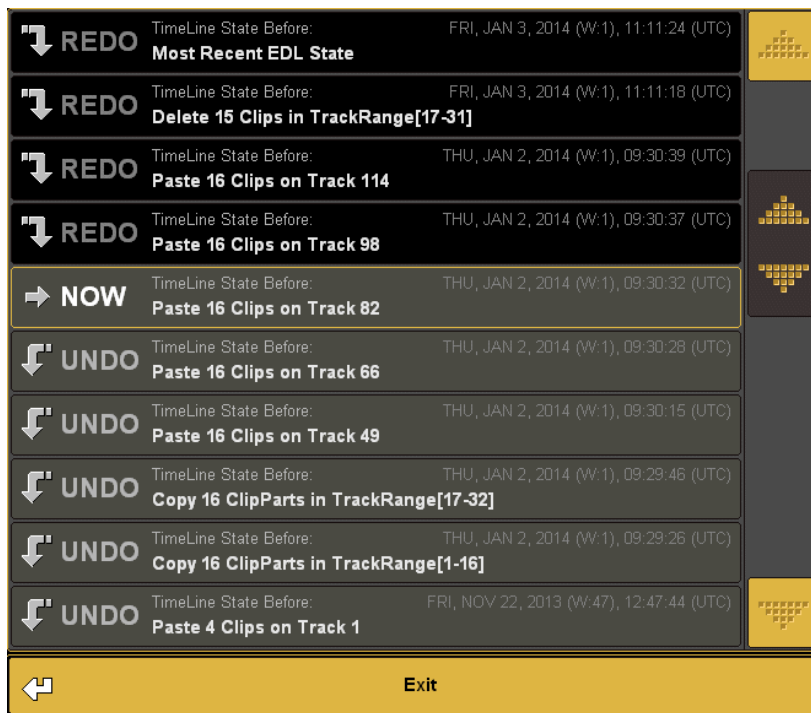 REDO TimeLine State Before: FRI, JAN 3, 2014 (W:1), 11:11:24 (UTC)
Most Recent EDL State
REDO TimeLine State Before: FRI, JAN 3, 2014 (W:1), 11:11:18 (UTC)
Delete 15 Clips in TrackRange[17-31]
REDO TimeLine State Before: THU, JAN 2, 2014 (W:1), 09:30:39 (UTC)
Paste 16 Clips on Track 114
REDO TimeLine State Before: THU, JAN 2, 2014 (W:1), 09:30:37 (UTC)
Paste 16 Clips on Track 98
NOW TimeLine State Before: THU, JAN 2, 2014 (W:1), 09:30:32 (UTC)
Paste 16 Clips on Track 82
UNDO TimeLine State Before: THU, JAN 2, 2014 (W:1), 09:30:28 (UTC)
Paste 16 Clips on Track 66
UNDO TimeLine State Before: THU, JAN 2, 2014 (W:1), 09:30:15 (UTC)
Paste 16 Clips on Track 49
UNDO TimeLine State Before: THU, JAN 2, 2014 (W:1), 09:29:46 (UTC)
Copy 16 ClipParts in TrackRange[17-32]
UNDO TimeLine State Before: THU, JAN 2, 2014 (W:1), 09:29:26 (UTC)
Copy 16 ClipParts in TrackRange[1-16]
UNDO TimeLine State Before: FRI, NOV 22, 2013 (W:47), 12:47:44 (UTC)
Paste 4 Clips on Track 1
Exit